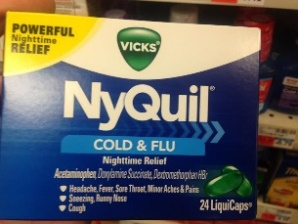 POWERFUL
Nighttime
RELIEF
VICKS
NyQuil®
COLD & FLU
Nighttime Relief
Acetaminophen, Doxylamine Succinate, Dextromethorphan HBr
Headache, Fever, Sore Throat, Minor Aches & Pains
Sneezing, Runny Nose
Cough
24 LiquiCaps®